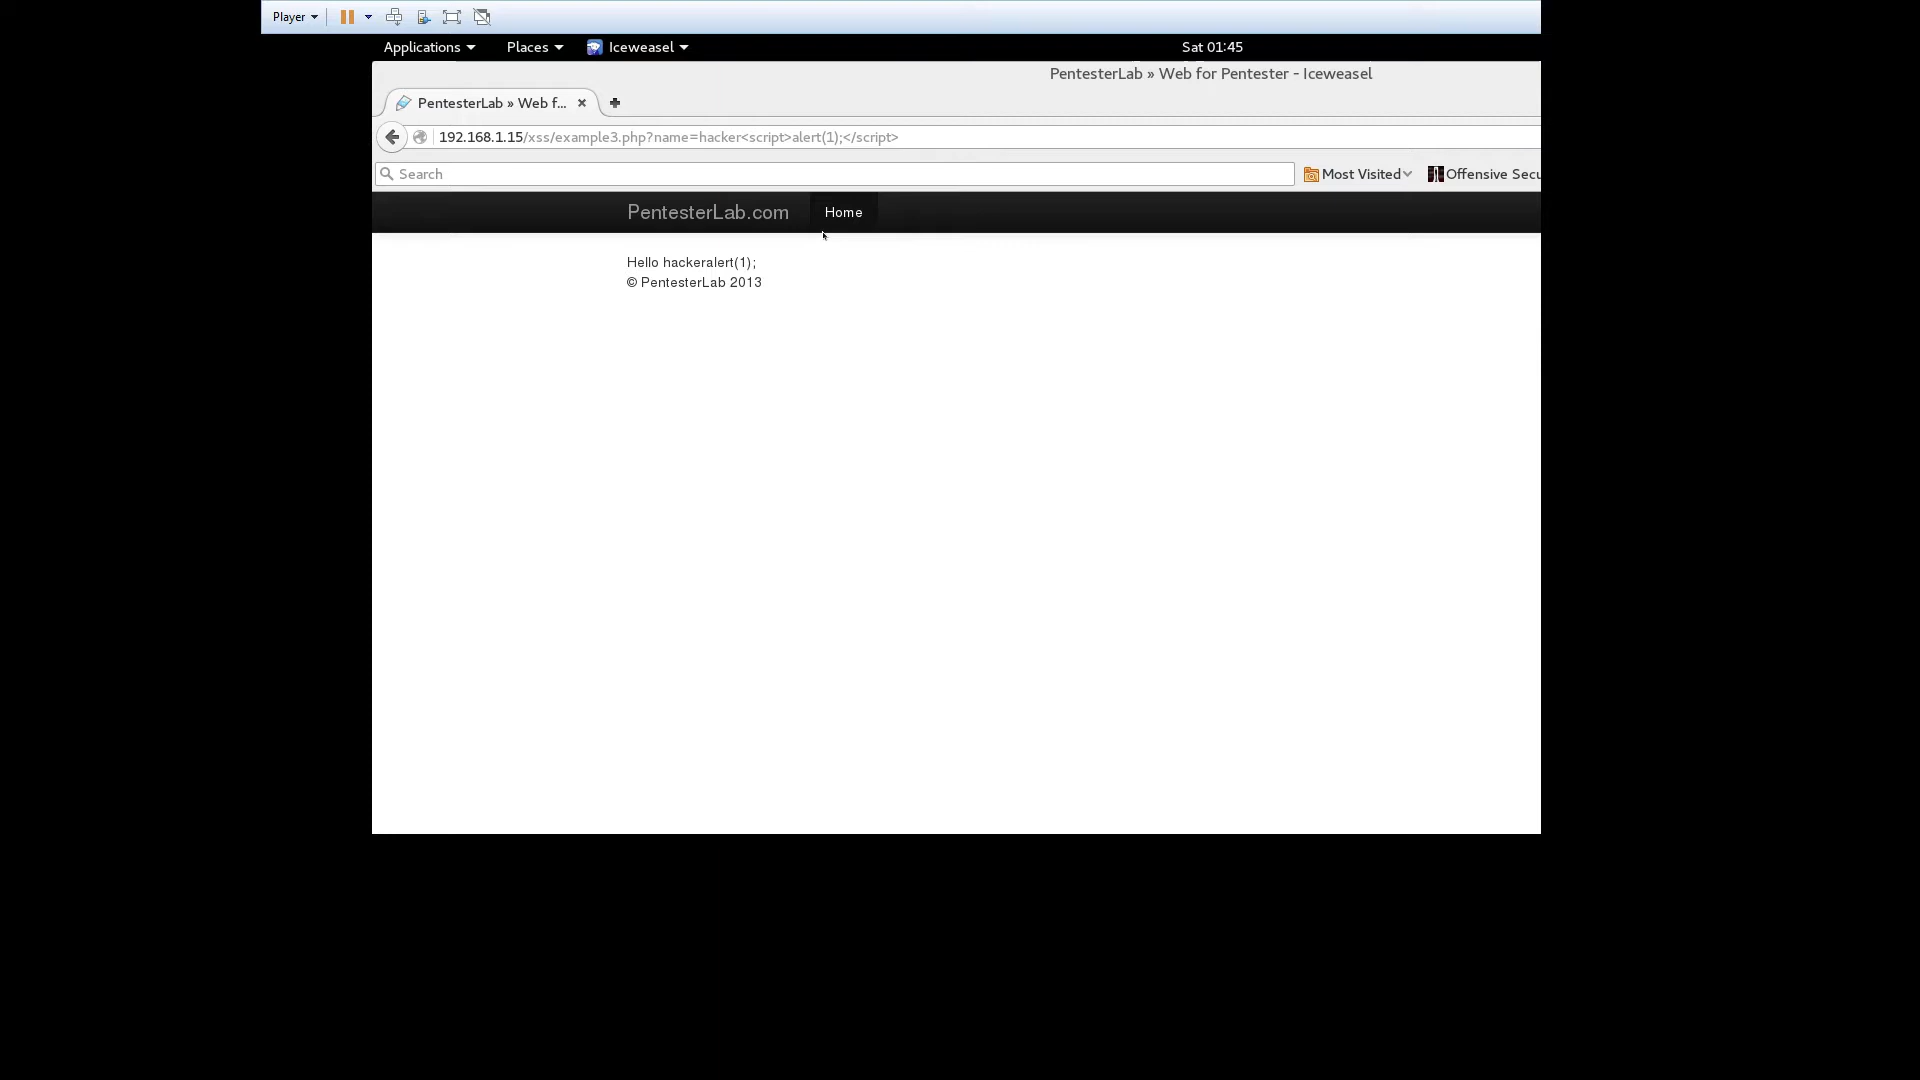 Player
Applications Places Iceweasel Sat 01:45
PentesterLab » Web for Pentester - Iceweasel
PentesterLab » Web f...
192.168.1.15/xss/example3.php?name=hacker<script>alert(1);</script>
Search Most Visited Offensive Secu
PentesterLab.com Home
Hello hackeralert(1);
© PentesterLab 2013